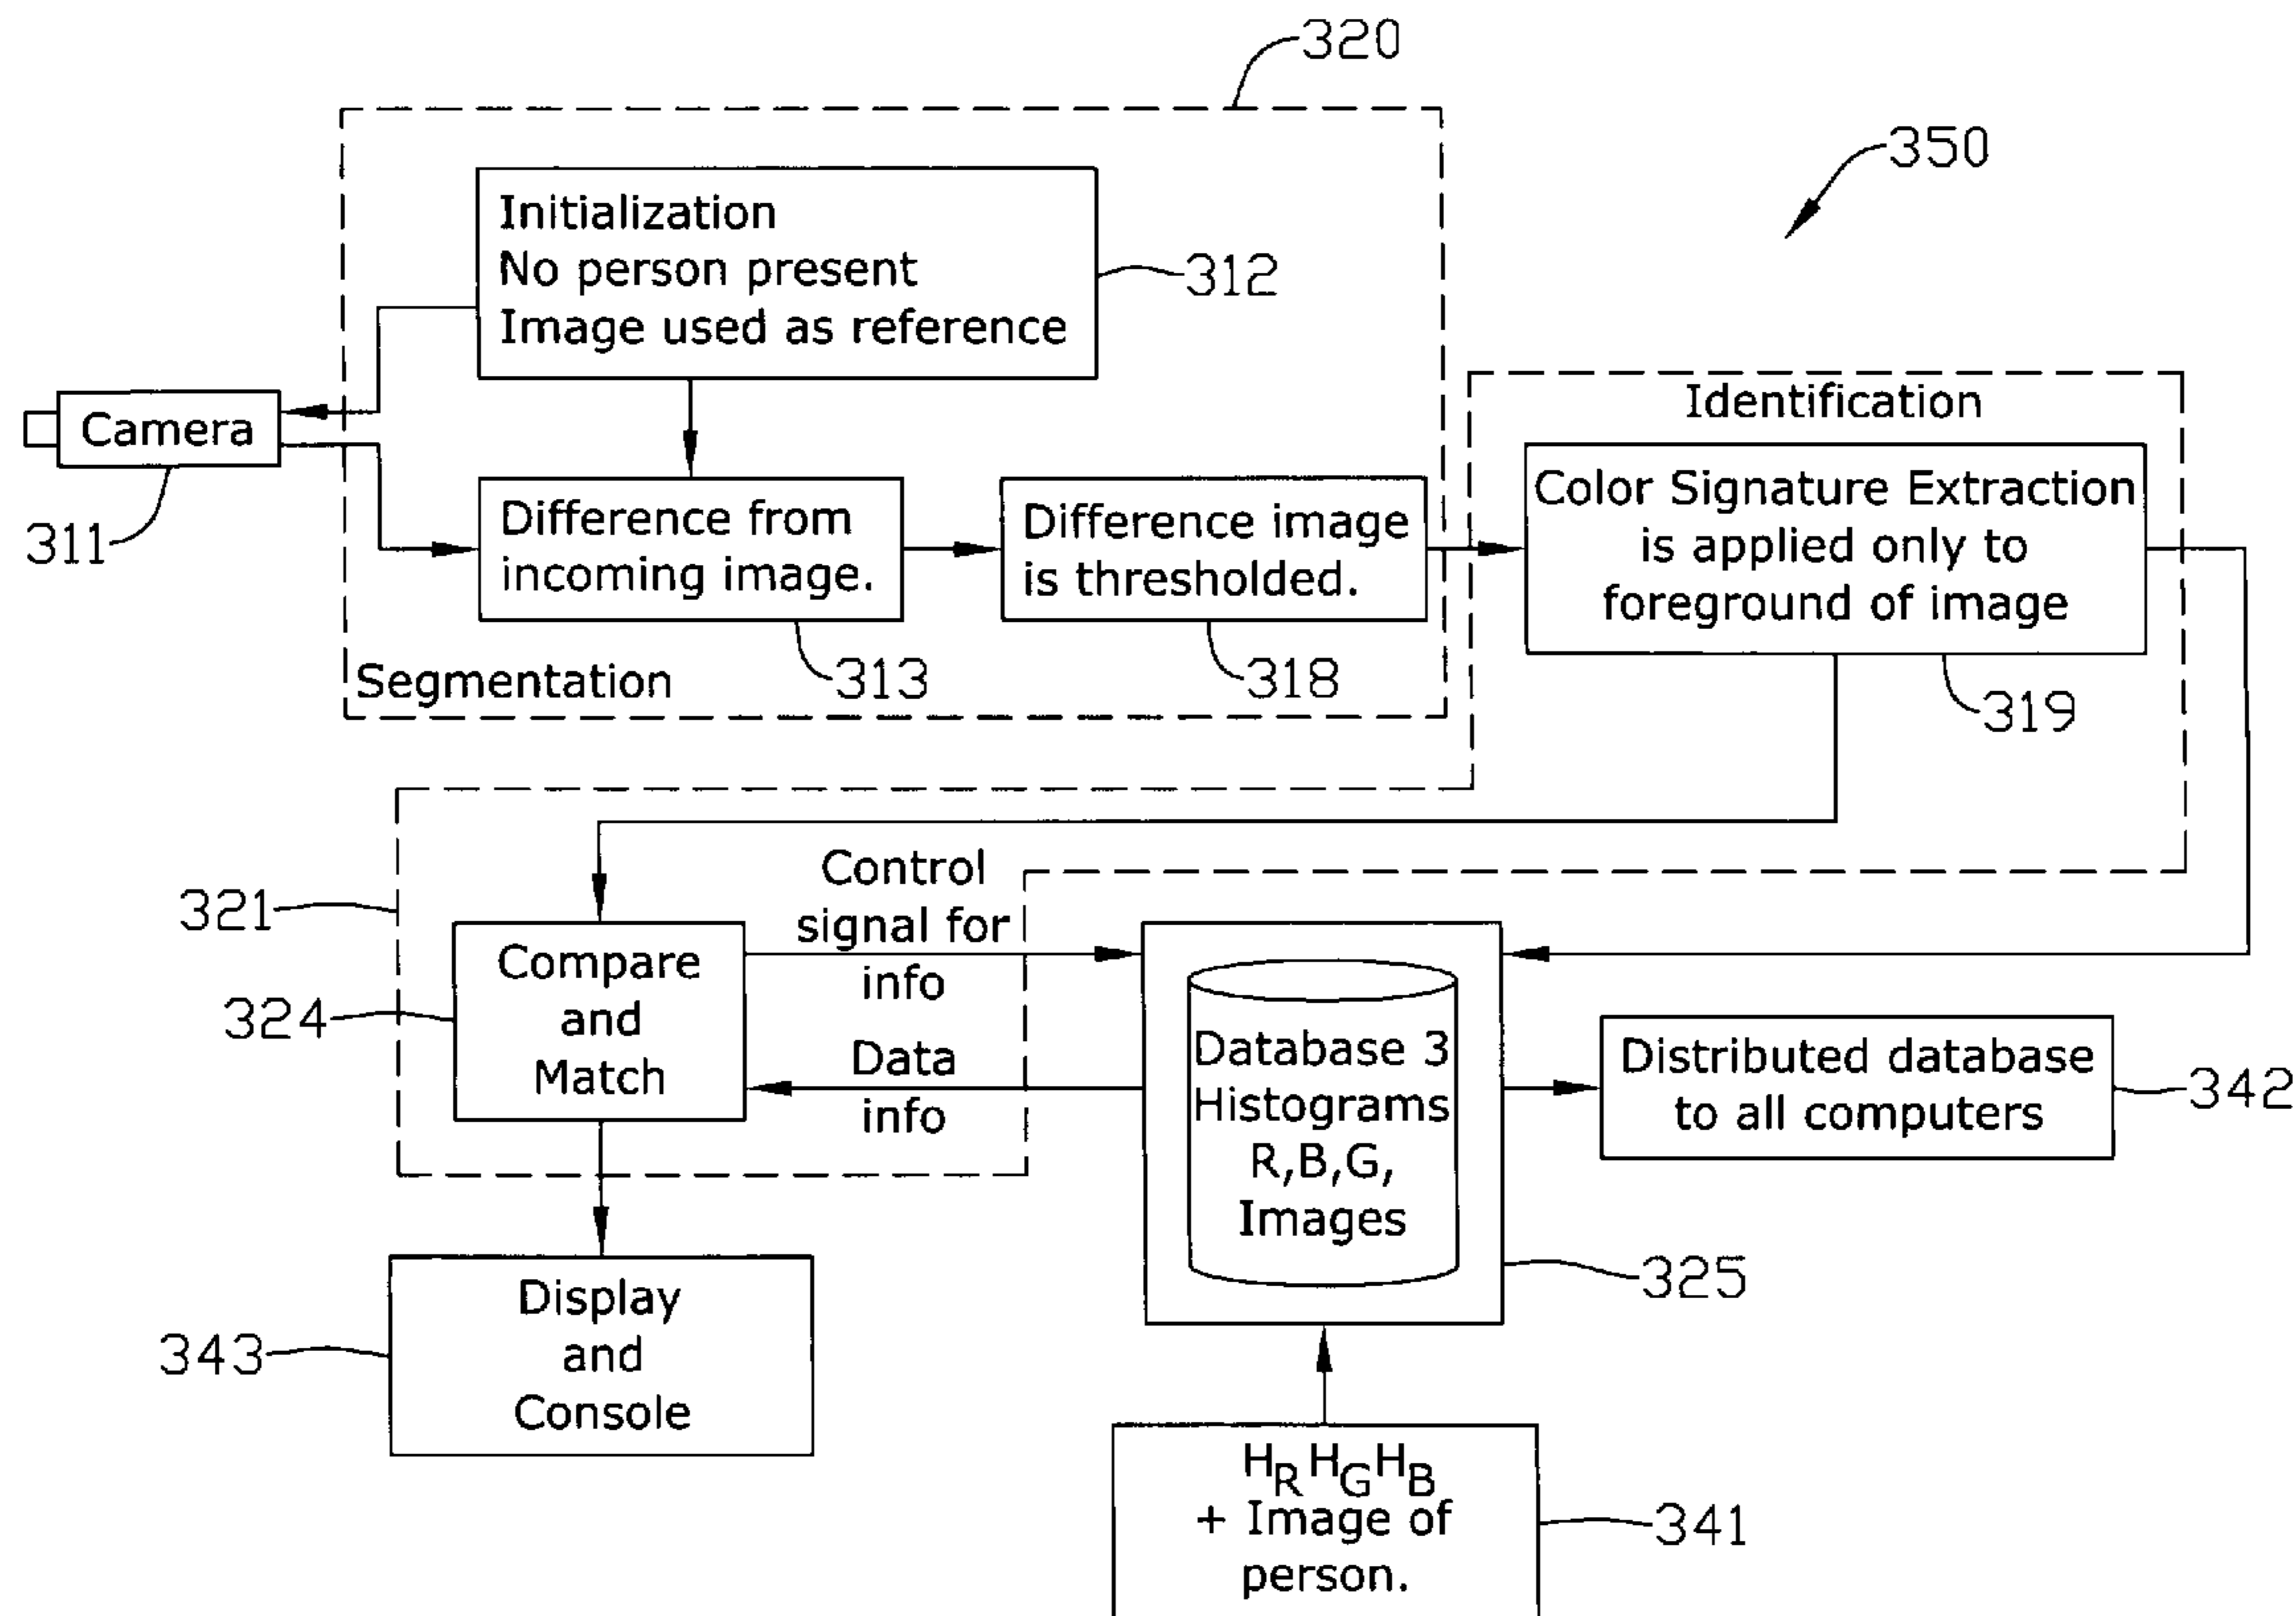 320
350
Initialization
No person present
Image used as reference
312
Camera
311
Difference from
incoming image.
313
Difference image
is thresholded.
318
Segmentation
Identification
Color Signature Extraction
is applied only to
foreground of image
319
321
Control
signal for
info
Compare
and
Match
324
Data
info
Database 3
Histograms
R,B,G,
Images
325
Distributed database
to all computers
342
Display
and
Console
343
HR HG HB
+ Image of
person.
341